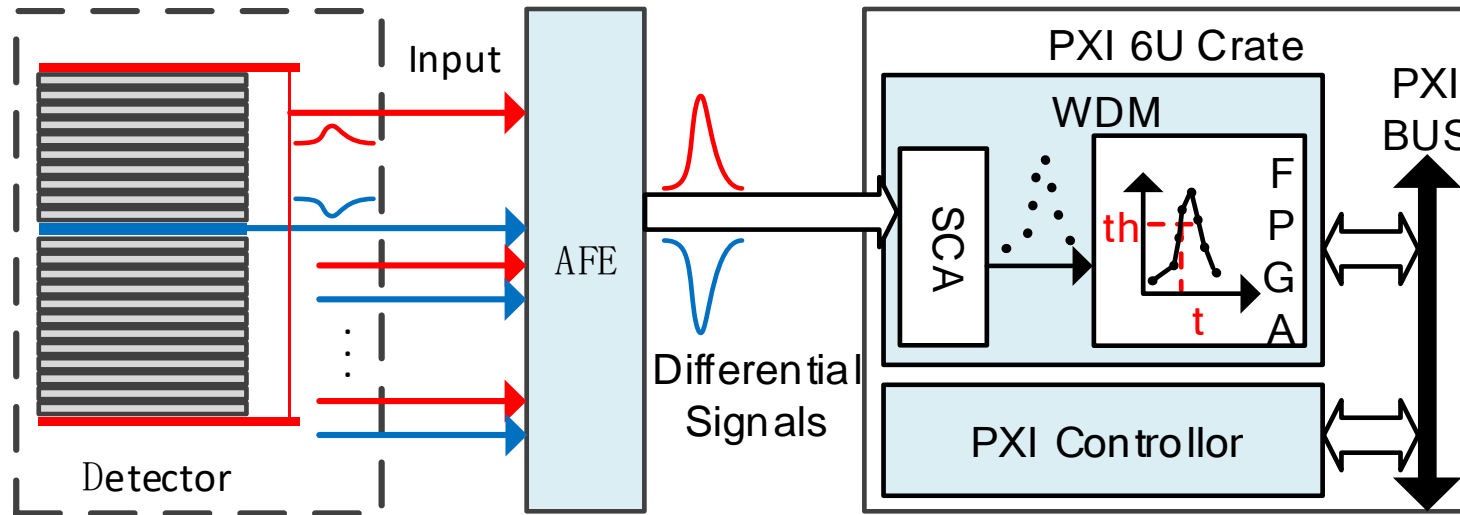 Input
Detector
AFE
Differential
Signals
PXI 6U Crate
WDM
SCA
th
t
F
P
G
A
PXI
BUS
PXI Controllor